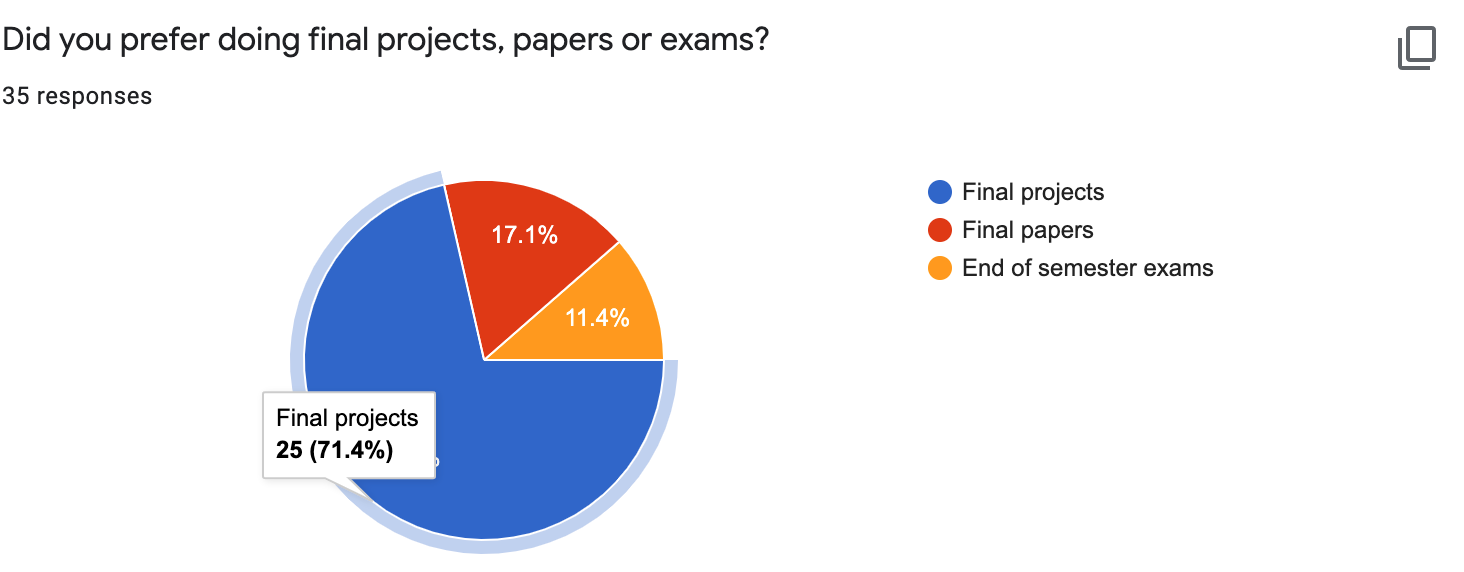 Did you prefer doing final projects, papers or exams?
35 responses
17.1%
11.4%
Final projects
25 (71.4%)
Final projects
Final papers
End of semester exams